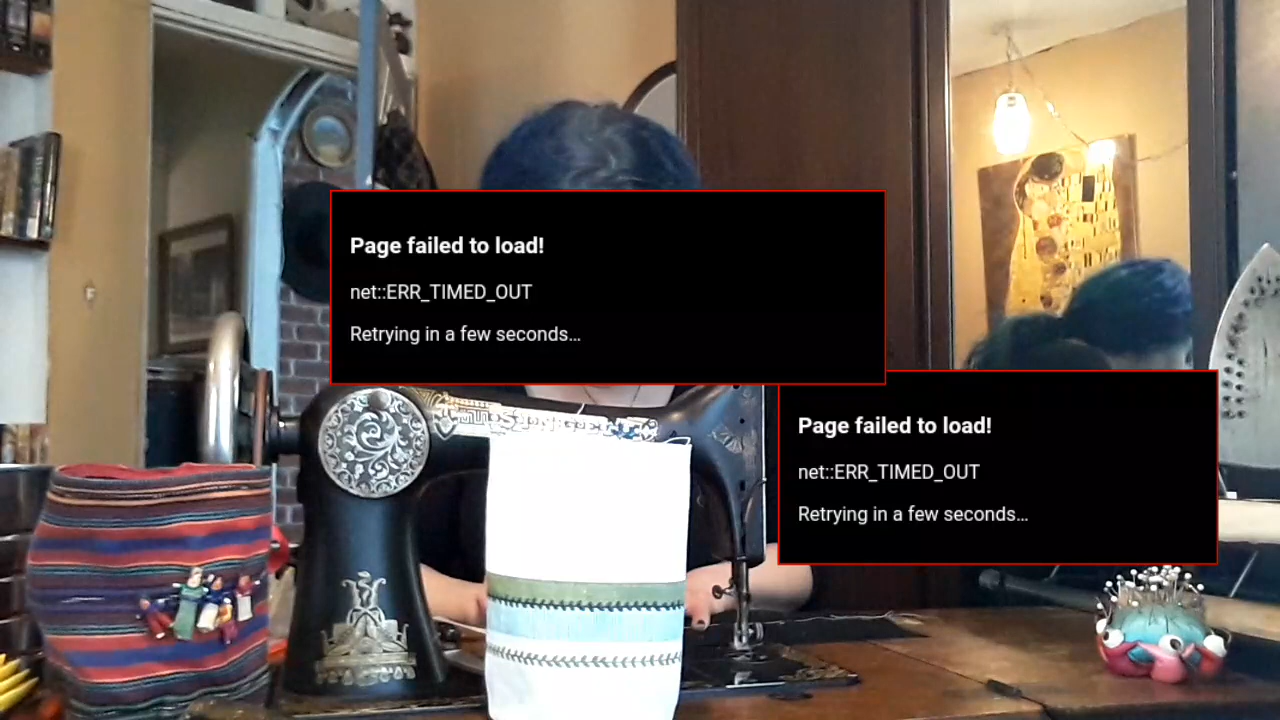 Page failed to load!
net::ERR_TIMED_OUT
Retrying in a few seconds…
SINGER
Page failed to load!
net::ERR_TIMED_OUT
Retrying in a few seconds…